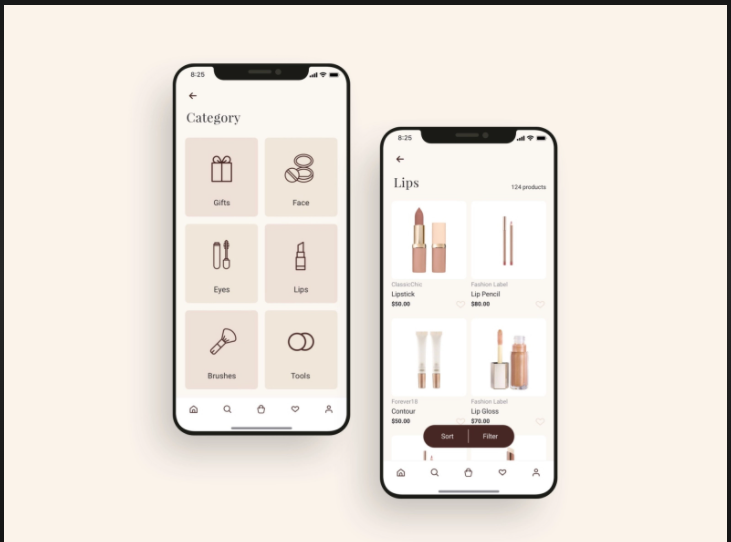 8:25
Category
Gifts
Face
Eyes
Lips
Brushes
Tools
8:25
Lips
124 products
ClassicChic
Lipstick
$50.00
Fashion Label
Lip Pencil
$80.00
Forever18
Contour
$50.00
Fashion Label
Lip Gloss
$70.00
Sort
Filter